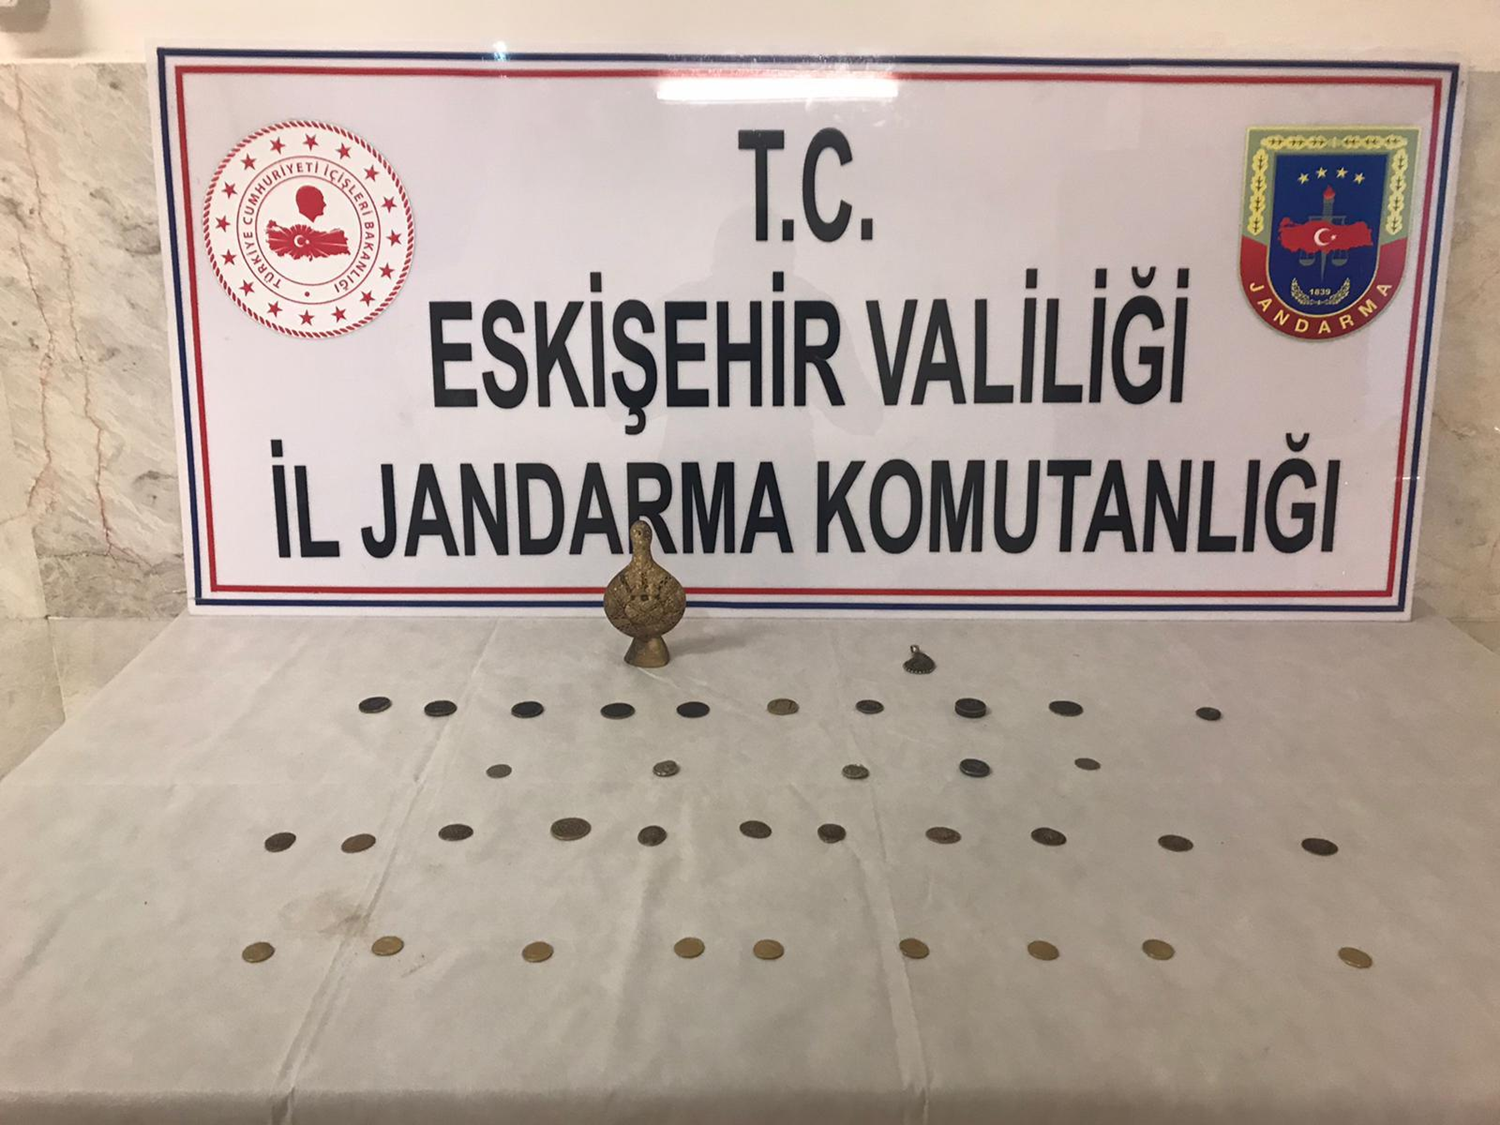 T.C.
ESKİŞEHİR VALİLİĞİ
İL JANDARMA KOMUTANLIĞI
TÜRKİYE CUMHURİYETİ İÇİŞLERİ BAKANLIĞI
1839
JANDARMA